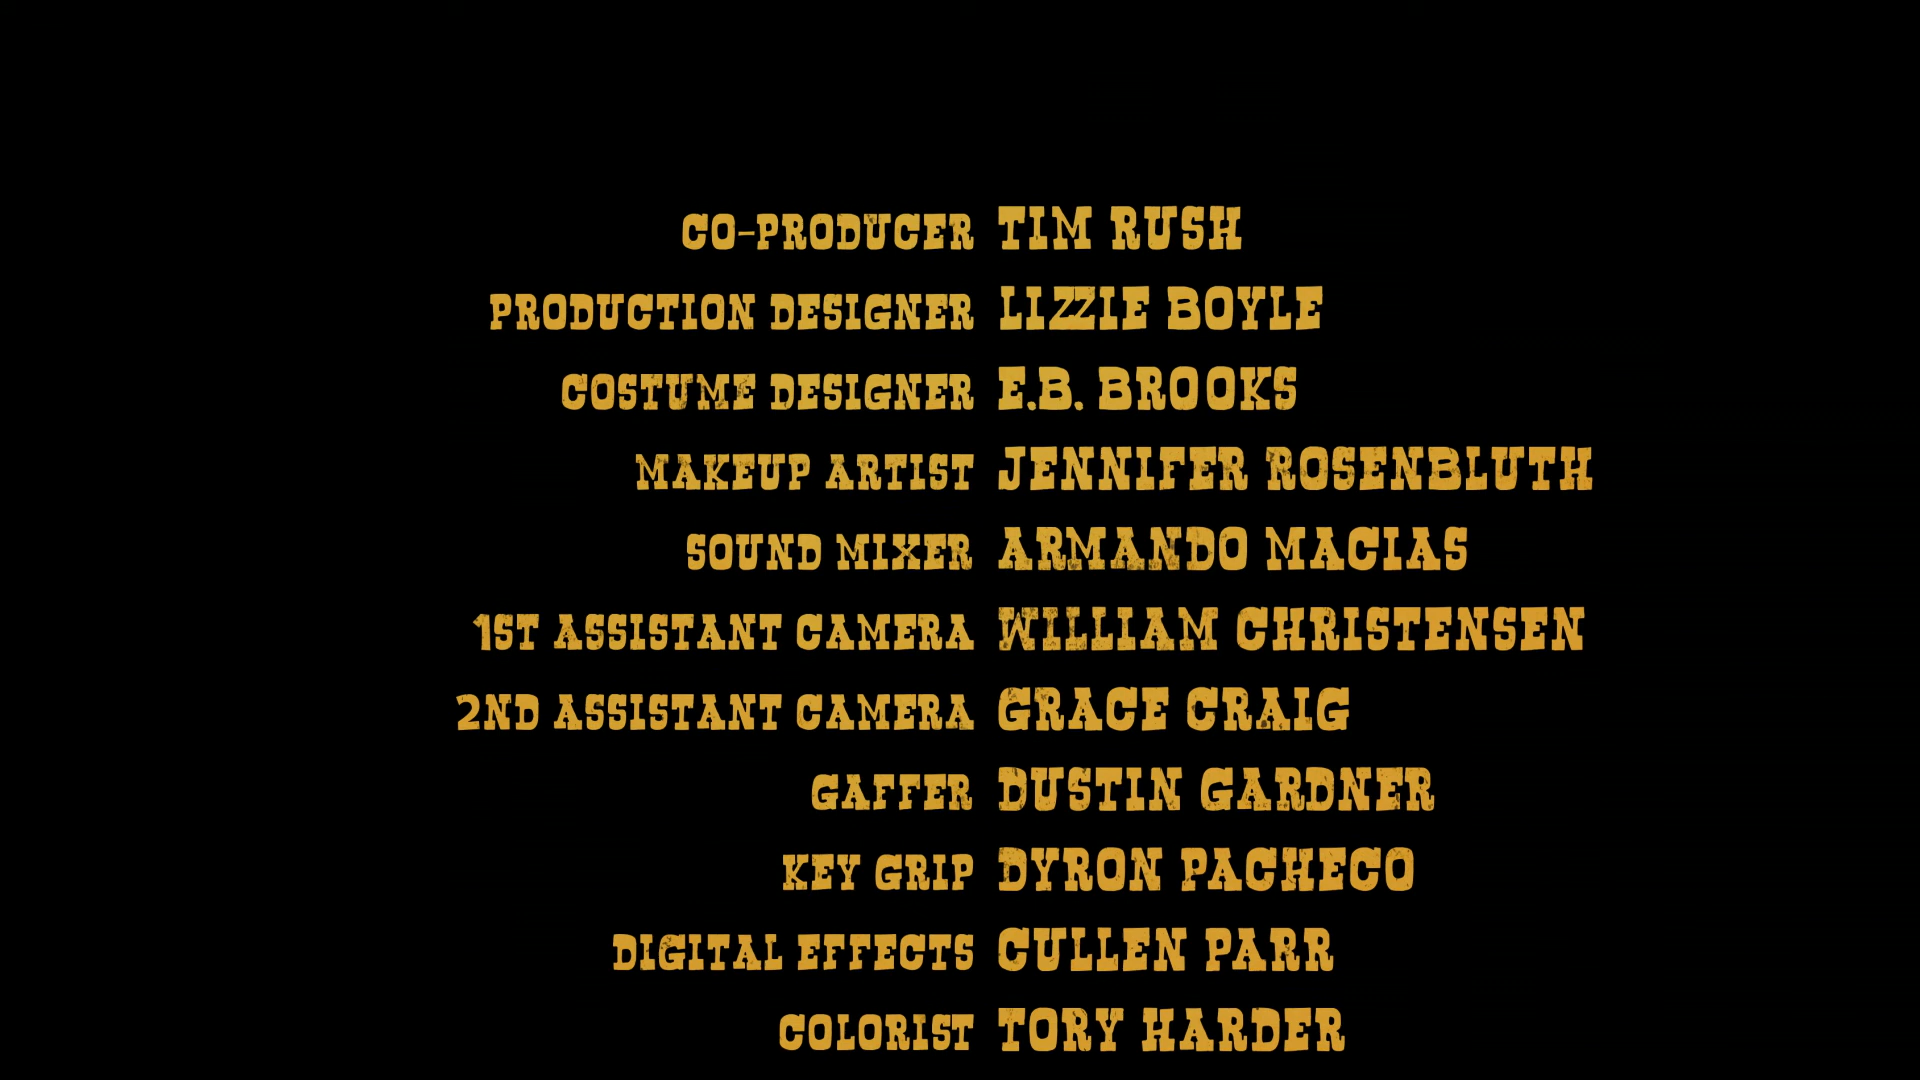 CO-PRODUCER TIM RUSH
PRODUCTION DESIGNER LIZZIE BOYLE
COSTUME DESIGNER E.B. BROOKS
MAKEUP ARTIST JENNIFER ROSENBLUTH
SOUND MIXER ARMANDO MACIAS
1ST ASSISTANT CAMERA WILLIAM CHRISTENSEN
2ND ASSISTANT CAMERA GRACE CRAIG
GAFFER DUSTIN GARDNER
KEY GRIP DYRON PACHECO
DIGITAL EFFECTS CULLEN PARR
COLORIST TORY HARDER